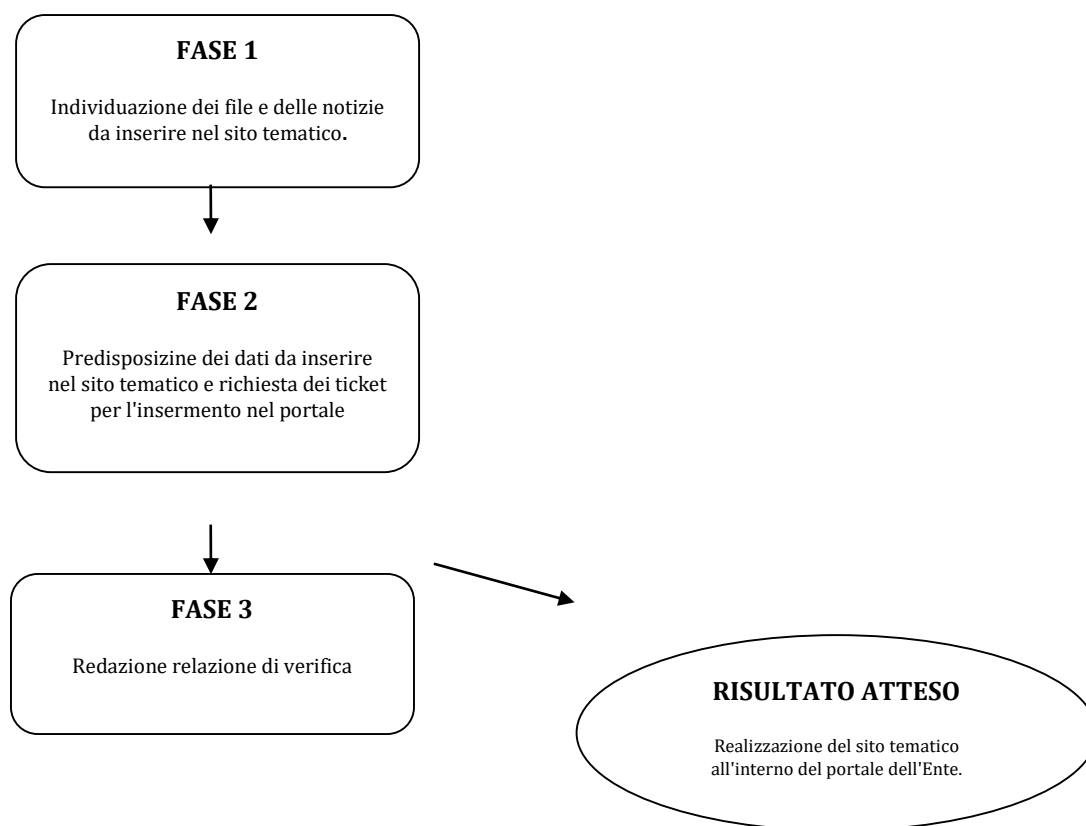 FASE 1
Individuazione dei file e delle notizie
da inserire nel sito tematico.
FASE 2
Predisposizine dei dati da inserire
nel sito tematico e richiesta dei ticket
per l'insermento nel portale
FASE 3
Redazione relazione di verifica
RISULTATO ATTESO
Realizzazione del sito tematico
all'interno del portale dell'Ente.